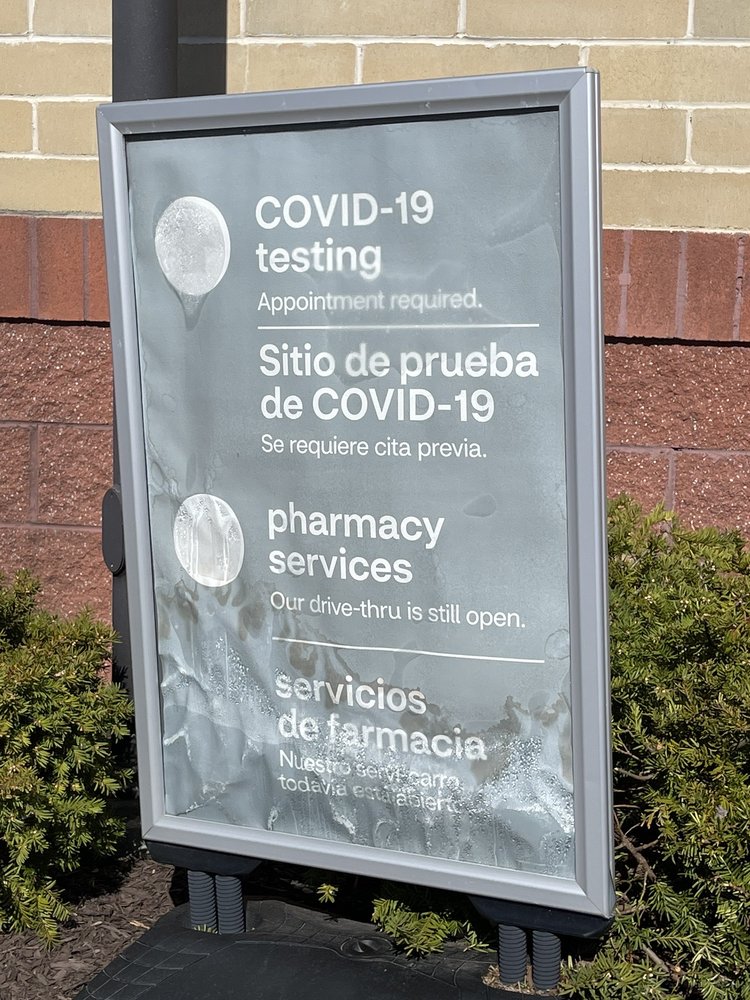 COVID-19
testing
Appointment required.
Sitio de prueba
de COVID-19
Se requiere cita previa.
pharmacy
services
Our drive-thru is still open.
servicios
de farmacia
Nuestro servi-carro
todavía está abierto.